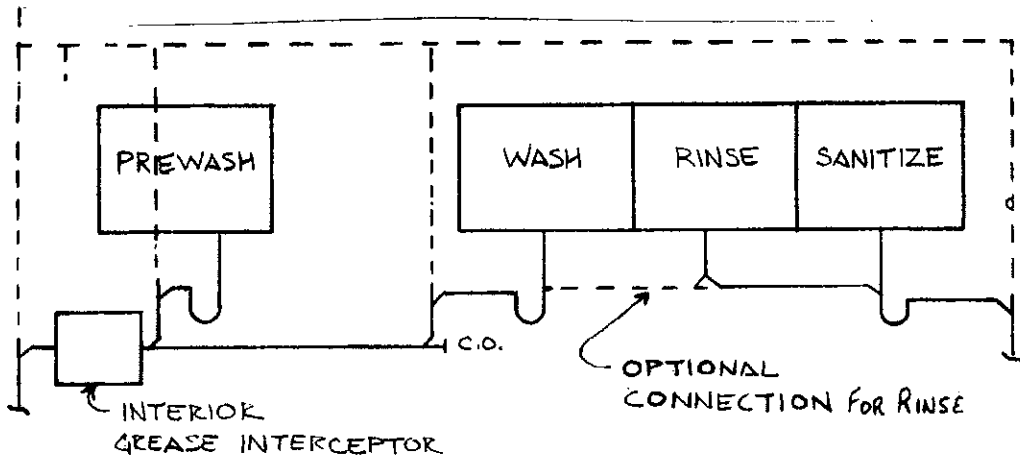 PREWASH
WASH
RINSE
SANITIZE
C.O.
OPTIONAL
CONNECTION FOR RINSE
INTERIOR
GREASE INTERCEPTOR